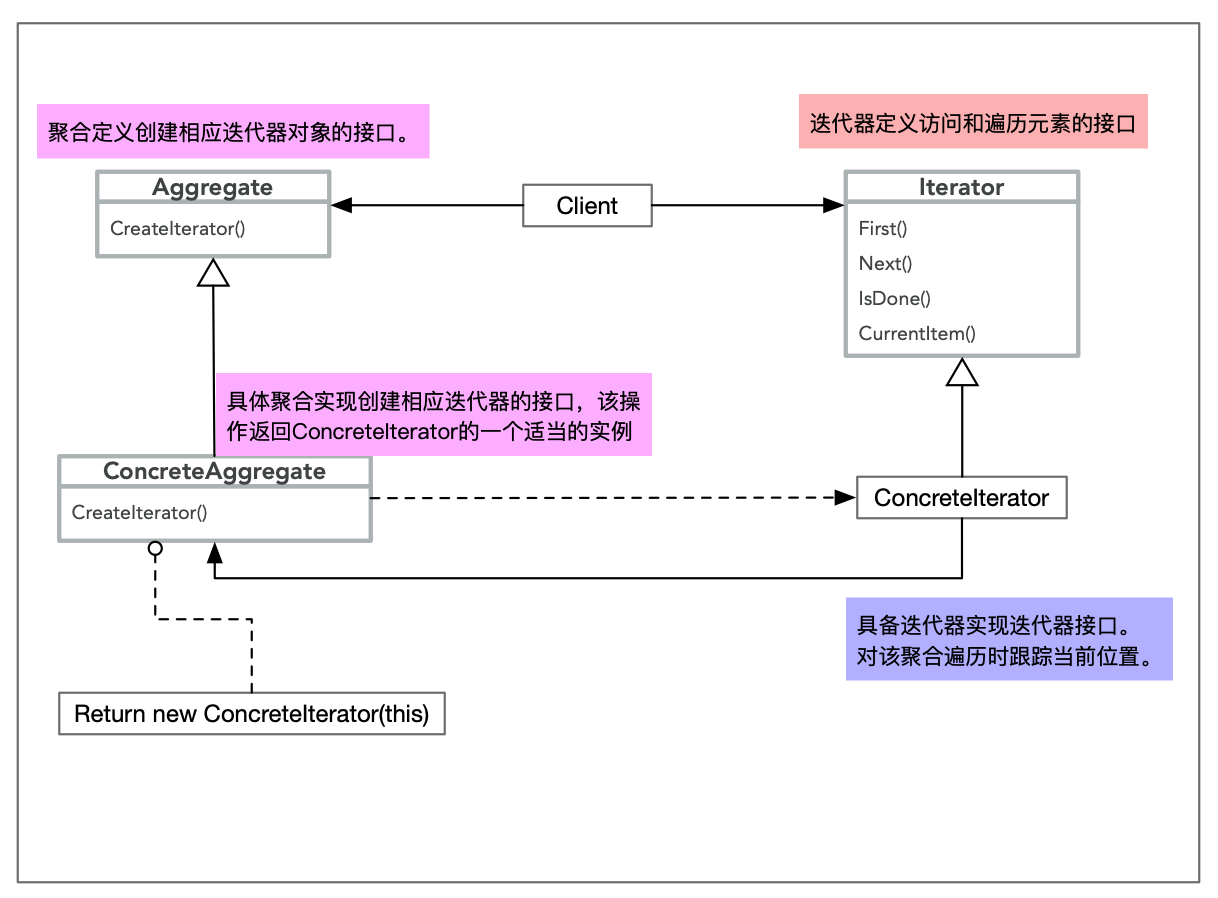 聚合定义创建相应迭代器对象的接口。
迭代器定义访问和遍历元素的接口
Aggregate
CreateIterator()
Client
Iterator
First()
Next()
IsDone()
CurrentItem()
具体聚合实现创建相应迭代器的接口，该操
作返回ConcreteIterator的一个适当的实例
ConcreteAggregate
CreateIterator()
ConcreteIterator
具备迭代器实现迭代器接口。
对该聚合遍历时跟踪当前位置。
Return new ConcreteIterator(this)